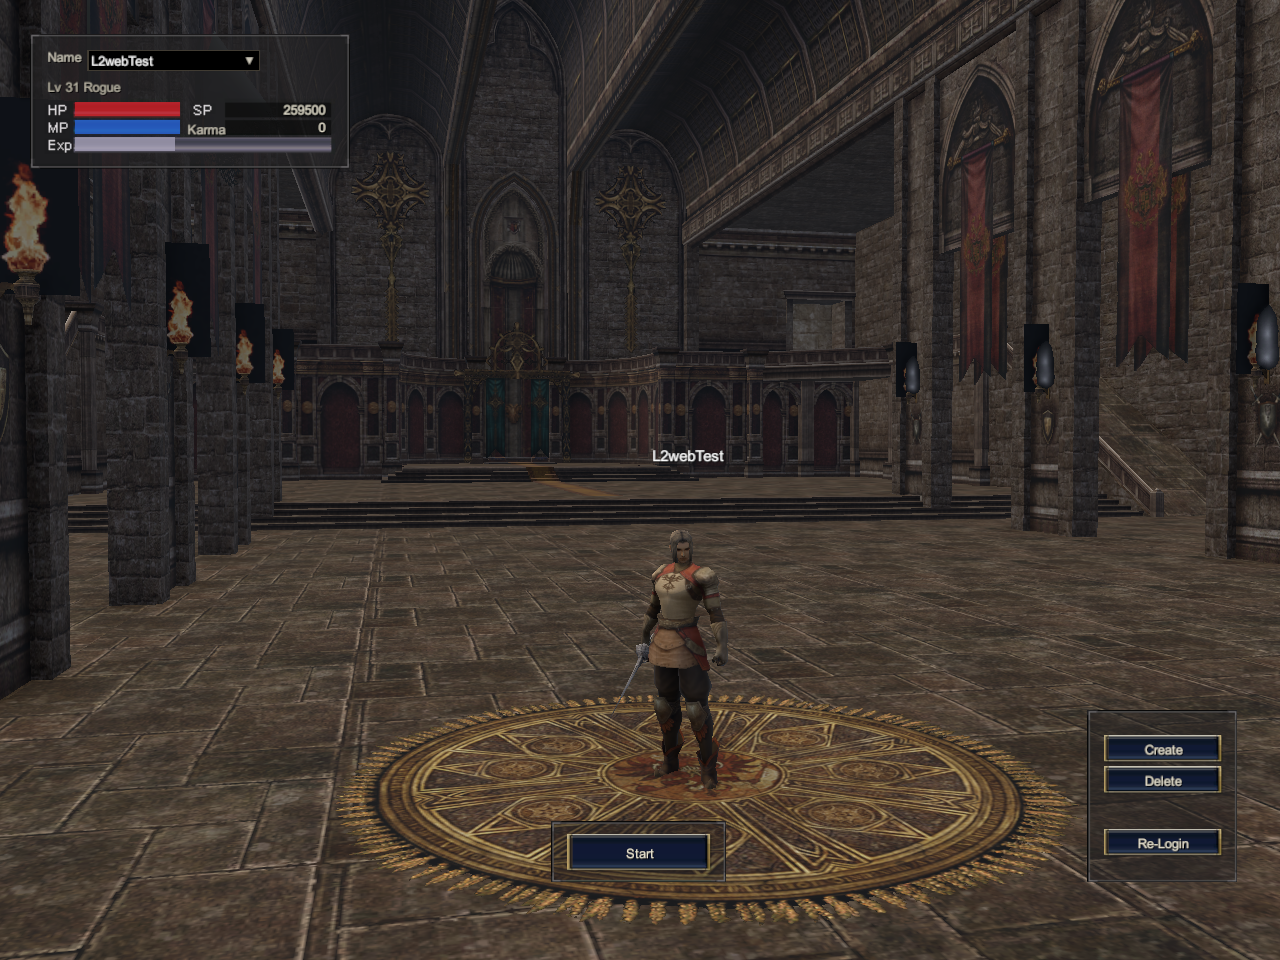 Name L2webTest
Lv 31 Rogue
HP SP 259500
MP Karma 0
Exp
L2webTest
Create
Delete
Re-Login
Start